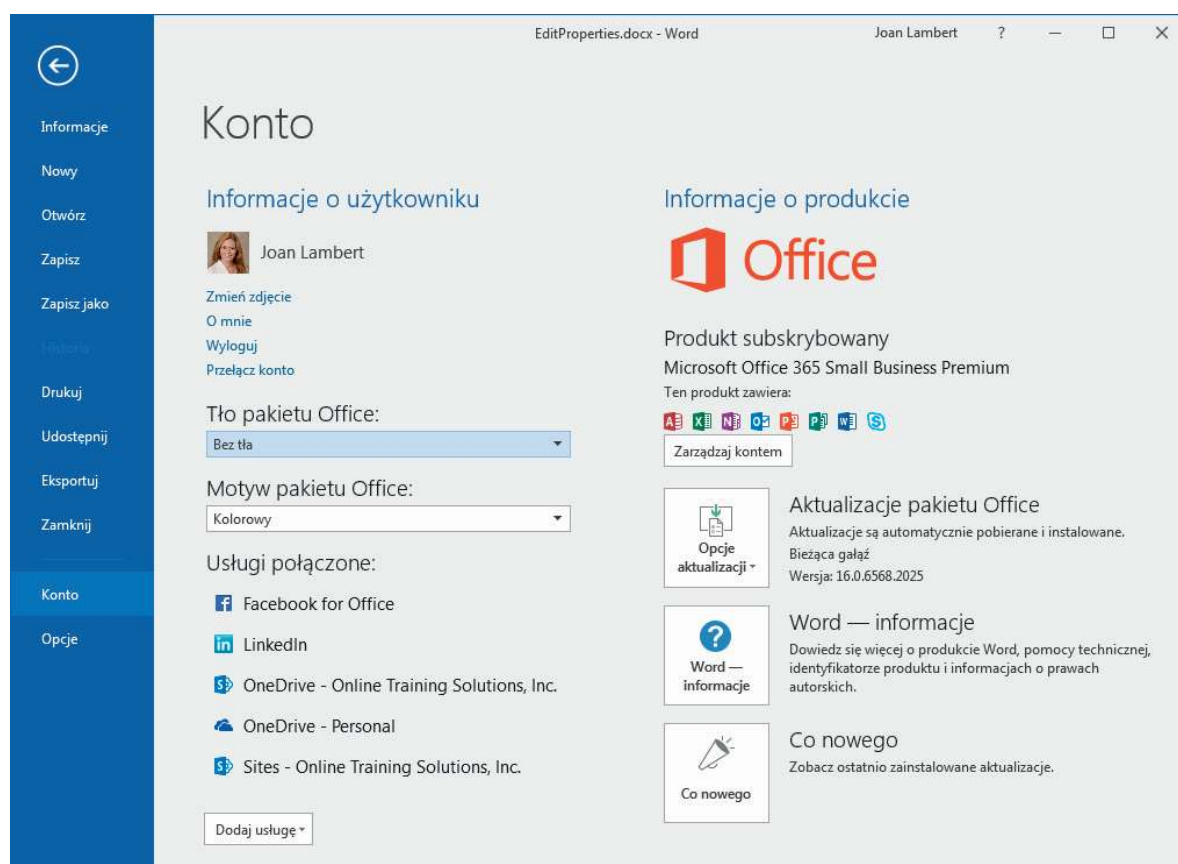 EditProperties.docx - Word
Joan Lambert
?
Informacje
Nowy
Otwórz
Zapisz
Zapisz jako
Historia
Drukuj
Udostępnij
Eksportuj
Zamknij
Konto
Opcje
Konto
Informacje o użytkowniku
Joan Lambert
Zmień zdjęcie
O mnie
Wyloguj
Przełącz konto
Tło pakietu Office:
Bez tła
Motyw pakietu Office:
Kolorowy
Usługi połączone:
Facebook for Office
LinkedIn
OneDrive - Online Training Solutions, Inc.
OneDrive - Personal
Sites - Online Training Solutions, Inc.
Dodaj usługę
Informacje o produkcie
Office
Produkt subskrybowany
Microsoft Office 365 Small Business Premium
Ten produkt zawiera:
Zarządzaj kontem
Opcje
aktualizacji
Aktualizacje pakietu Office
Aktualizacje są automatycznie pobierane i instalowane.
Bieżąca gałąź
Wersja: 16.0.6568.2025
Word —
informacje
Word — informacje
Dowiedz się więcej o produkcie Word, pomocy technicznej,
identyfikatorze produktu i informacjach o prawach
autorskich.
Co nowego
Co nowego
Zobacz ostatnio zainstalowane aktualizacje.